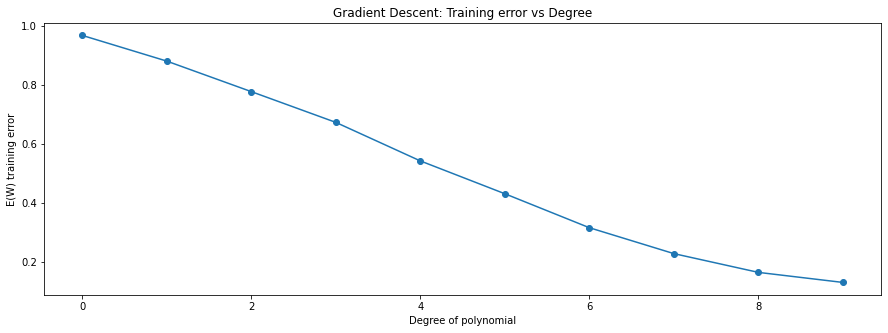 Gradient Descent: Training error vs Degree
1.0
0.8
0.6
0.4
0.2
E(W) training error
0 2 4 6 8
Degree of polynomial